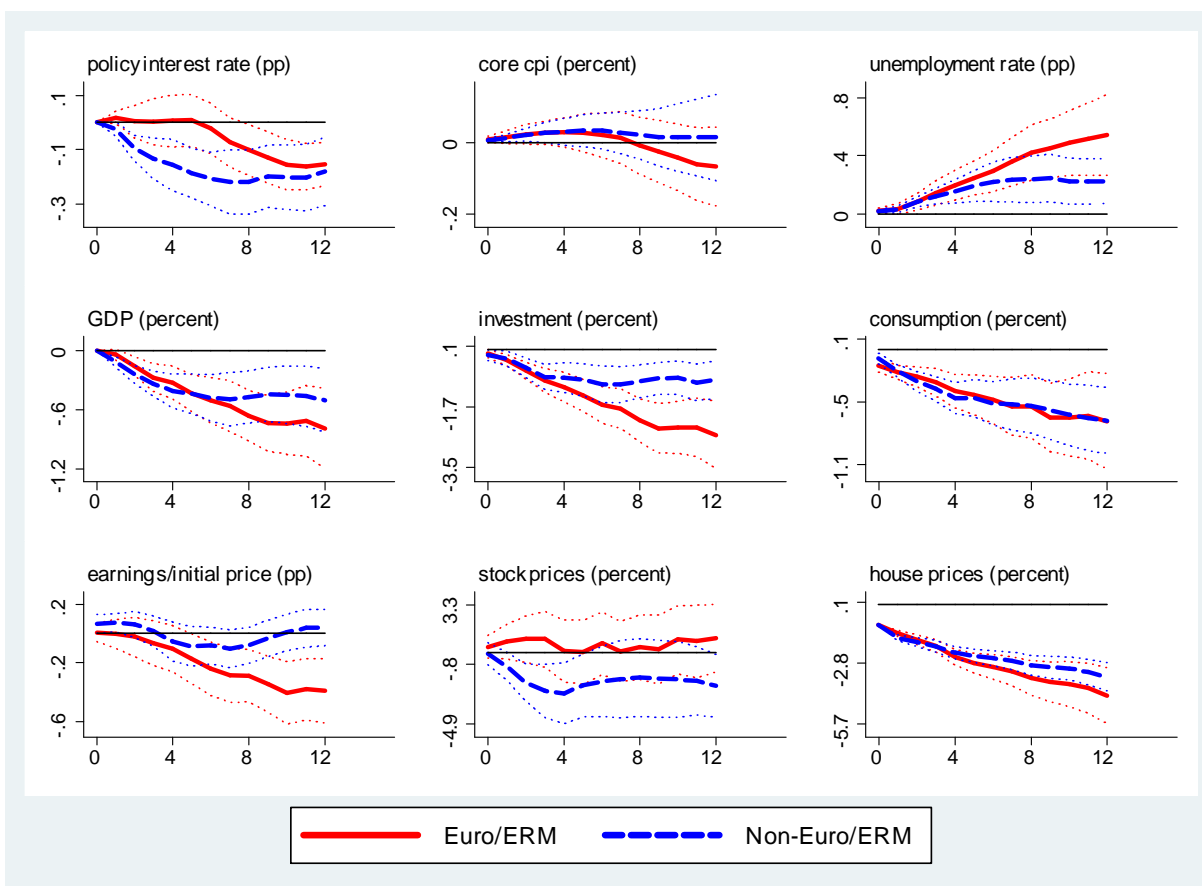 policy interest rate (pp)
.1
-.1
-.3
0 4 8 12
core cpi (percent)
0
-.2
0 4 8 12
unemployment rate (pp)
.8
.4
0
0 4 8 12
GDP (percent)
0
-.6
-1.2
0 4 8 12
investment (percent)
.1
-1.7
-3.5
0 4 8 12
consumption (percent)
.1
-.5
-1.1
0 4 8 12
earnings/initial price (pp)
.2
-.2
-.6
0 4 8 12
stock prices (percent)
3.3
-.8
-4.9
0 4 8 12
house prices (percent)
.1
-2.8
-5.7
0 4 8 12
Euro/ERM Non-Euro/ERM